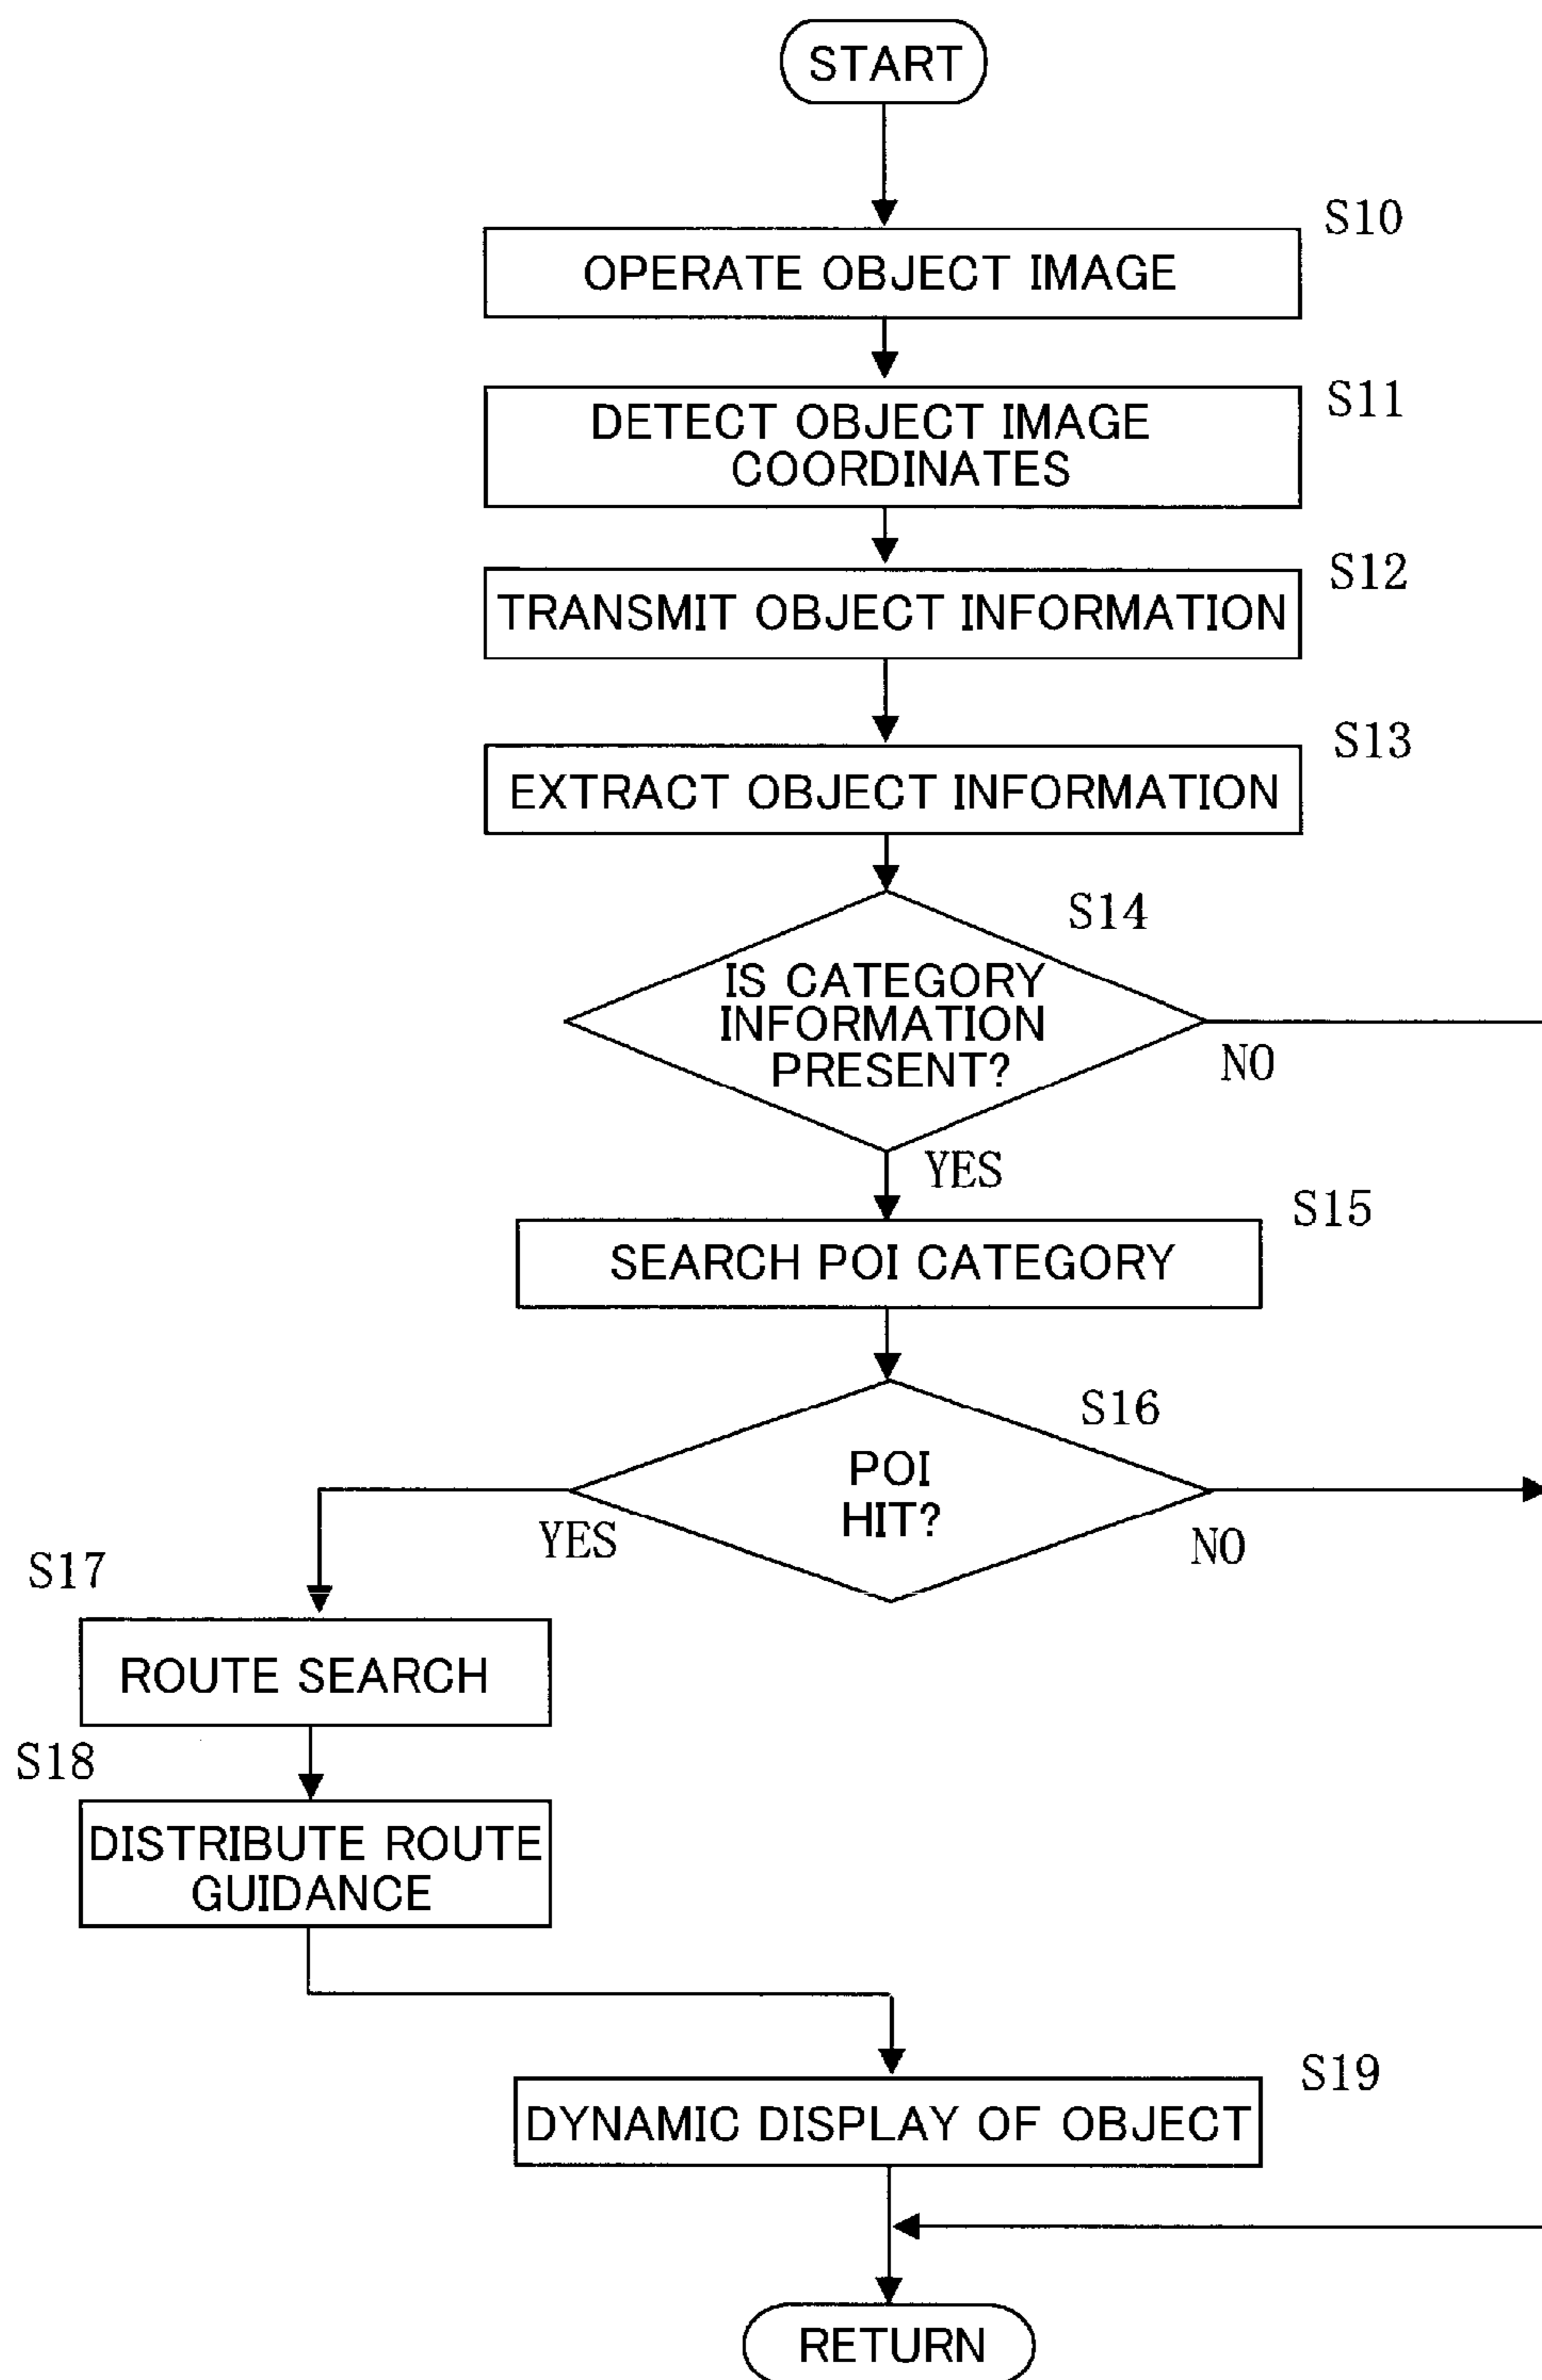 START
S10
OPERATE OBJECT IMAGE
S11
DETECT OBJECT IMAGE
COORDINATES
S12
TRANSMIT OBJECT INFORMATION
S13
EXTRACT OBJECT INFORMATION
S14
IS CATEGORY
INFORMATION
PRESENT?
NO
YES
S15
SEARCH POI CATEGORY
S16
POI
HIT?
YES
NO
S17
ROUTE SEARCH
S18
DISTRIBUTE ROUTE
GUIDANCE
S19
DYNAMIC DISPLAY OF OBJECT
RETURN